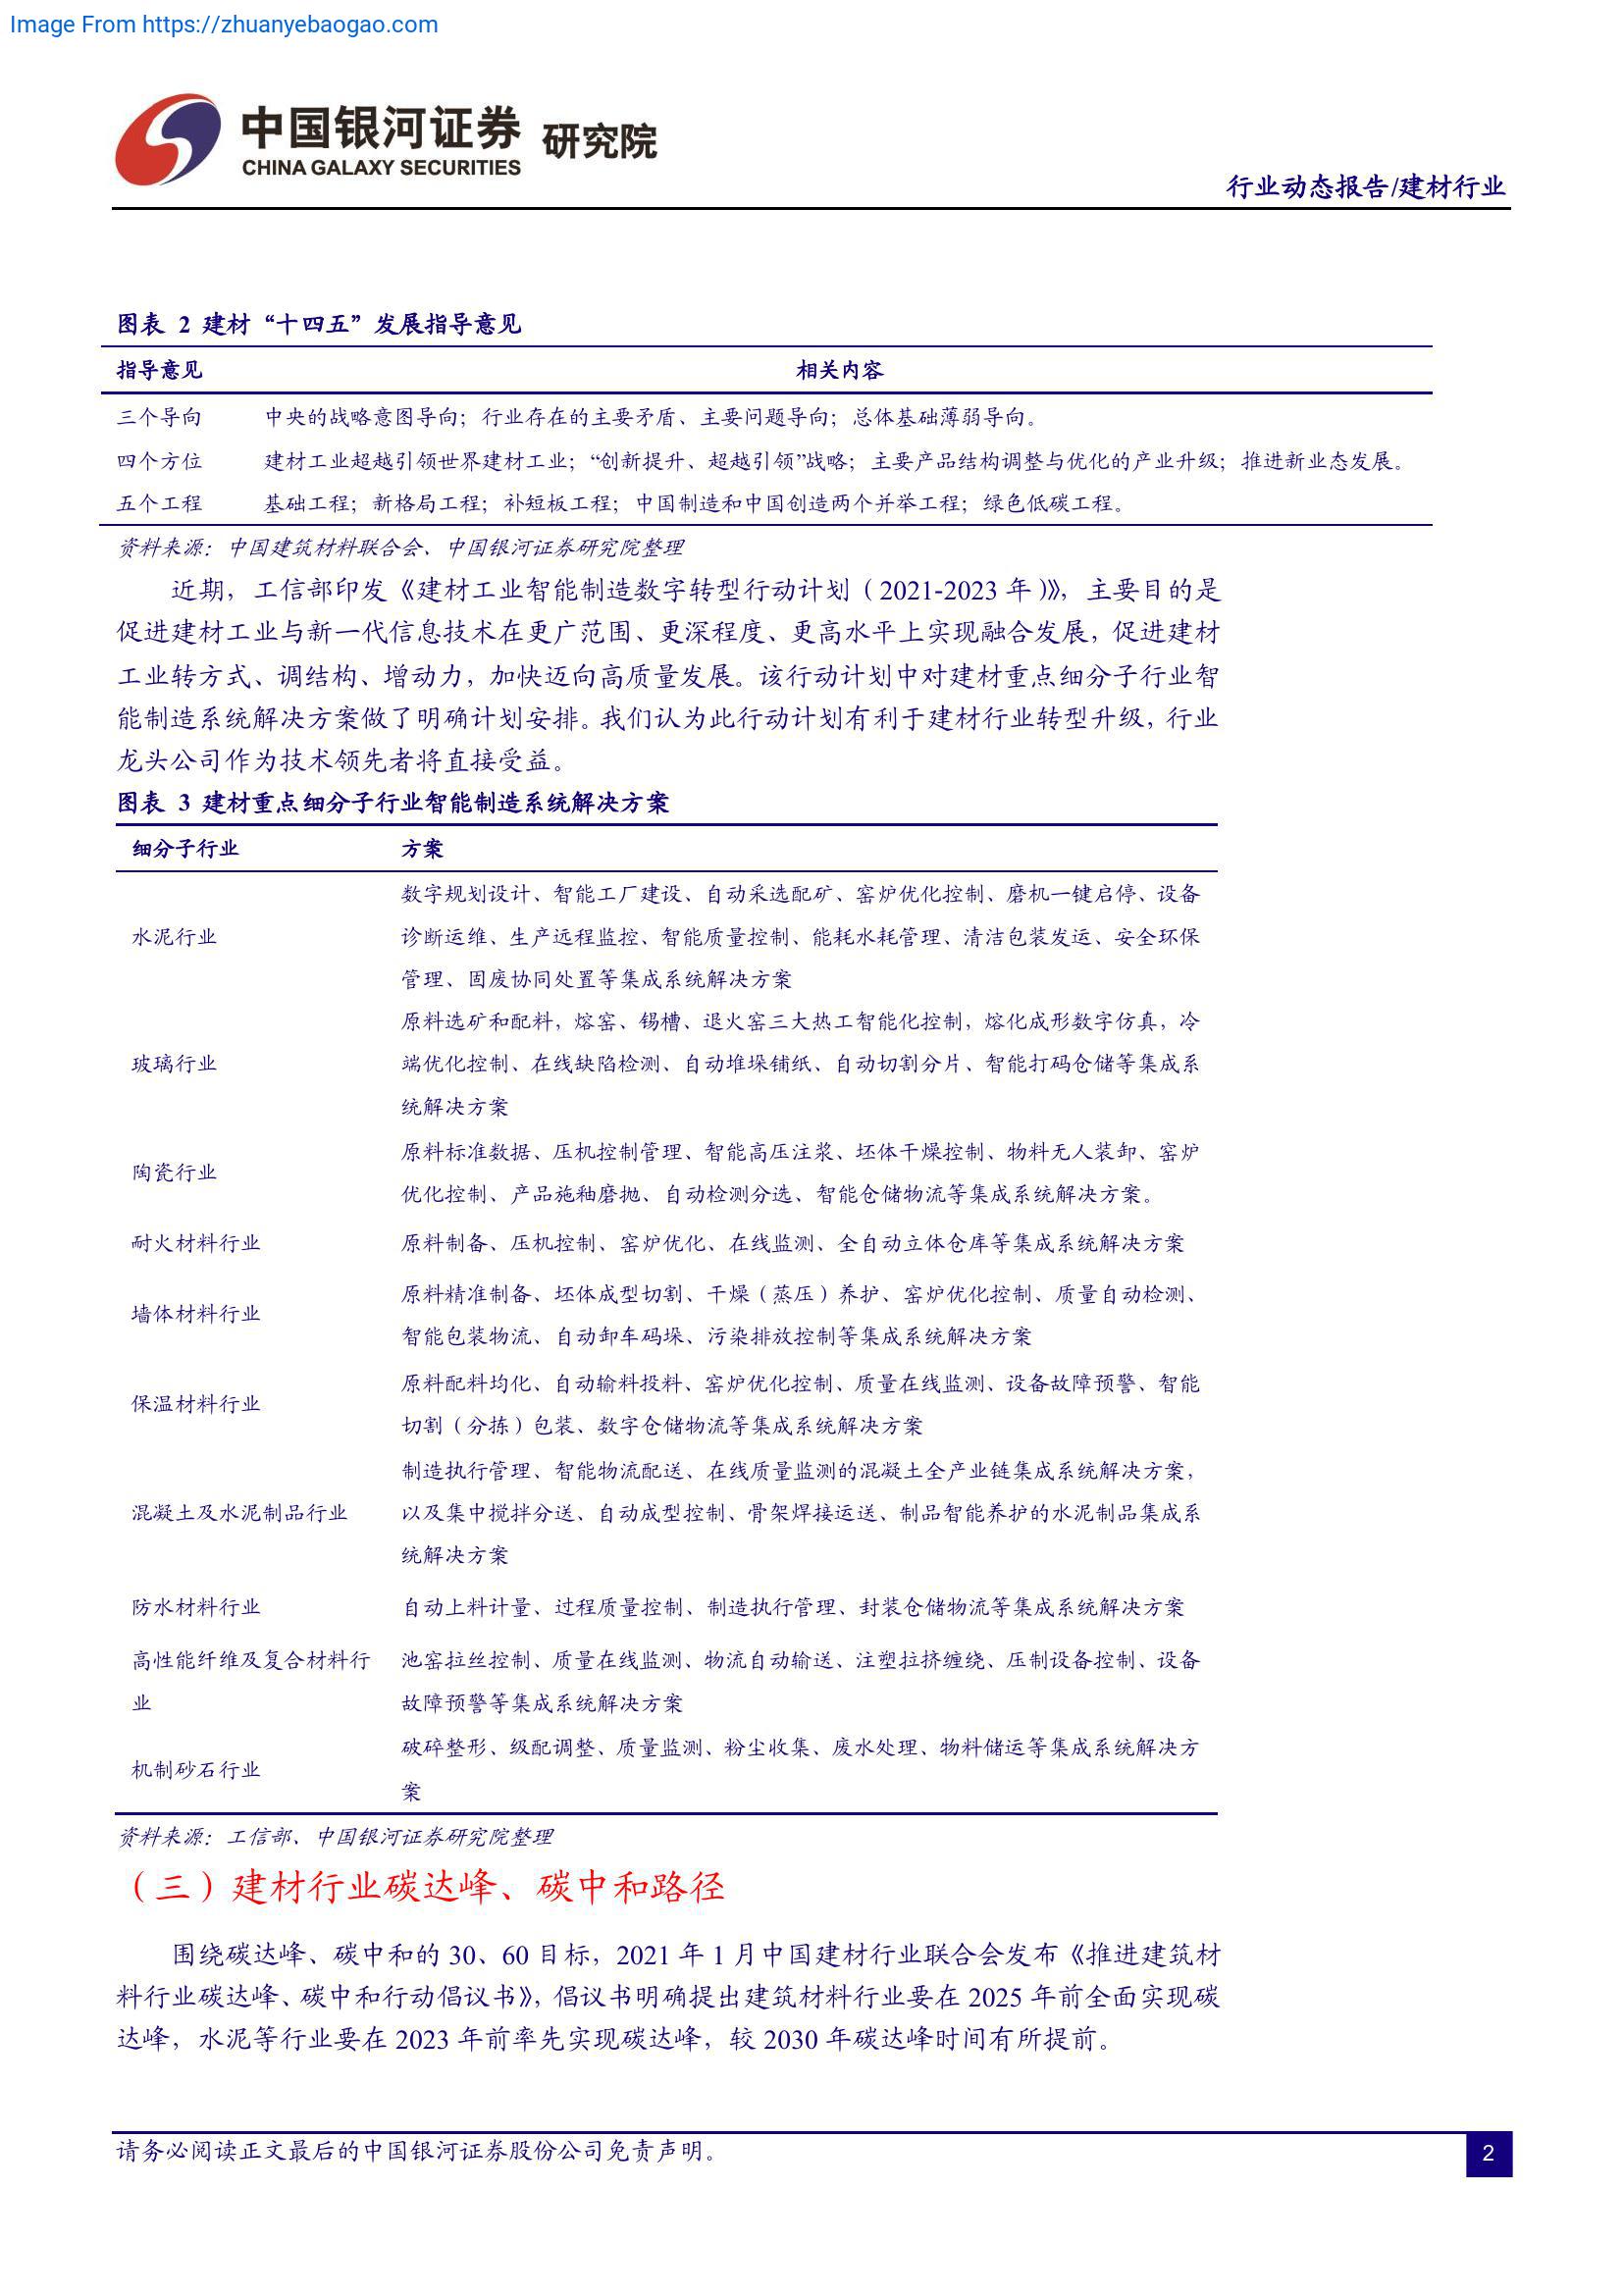 Image From https://zhuanyebaogao.com
中国银河证券 研究院
CHINA GALAXY SECURITIES
行业动态报告/建材行业
图表 2 建材“十四五”发展指导意见
指导意见 相关内容
三个导向 中央的战略意图导向；行业存在的主要矛盾、主要问题导向；总体基础薄弱导向。
四个方位 建材工业超越引领世界建材工业；“创新提升、超越引领”战略；主要产品结构调整与优化的产业升级；推进新业态发展。
五个工程 基础工程；新格局工程；补短板工程；中国制造和中国创造两个并举工程；绿色低碳工程。
资料来源：中国建筑材料联合会、中国银河证券研究院整理
近期，工信部印发《建材工业智能制造数字转型行动计划（2021-2023 年）》，主要目的是
促进建材工业与新一代信息技术在更广范围、更深程度、更高水平上实现融合发展，促进建材
工业转方式、调结构、增动力，加快迈向高质量发展。该行动计划中对建材重点细分子行业智
能制造系统解决方案做了明确计划安排。我们认为此行动计划有利于建材行业转型升级，行业
龙头公司作为技术领先者将直接受益。
图表 3 建材重点细分子行业智能制造系统解决方案
细分子行业 方案
数字规划设计、智能工厂建设、自动采选配矿、窑炉优化控制、磨机一键启停、设备
水泥行业 诊断运维、生产远程监控、智能质量控制、能耗水耗管理、清洁包装发运、安全环保
管理、固废协同处置等集成系统解决方案
原料选矿和配料，熔窑、锡槽、退火窑三大热工智能化控制，熔化成形数字仿真，冷
玻璃行业 端优化控制、在线缺陷检测、自动堆垛铺纸、自动切割分片、智能打码仓储等集成系
统解决方案
陶瓷行业 原料标准数据、压机控制管理、智能高压注浆、坯体干燥控制、物料无人装卸、窑炉
优化控制、产品施釉磨抛、自动检测分选、智能仓储物流等集成系统解决方案。
耐火材料行业 原料制备、压机控制、窑炉优化、在线监测、全自动立体仓库等集成系统解决方案
墙体材料行业 原料精准制备、坯体成型切割、干燥（蒸压）养护、窑炉优化控制、质量自动检测、
智能包装物流、自动卸车码垛、污染排放控制等集成系统解决方案
保温材料行业 原料配料均化、自动输料投料、窑炉优化控制、质量在线监测、设备故障预警、智能
切割（分拣）包装、数字仓储物流等集成系统解决方案
制造执行管理、智能物流配送、在线质量监测的混凝土全产业链集成系统解决方案，
混凝土及水泥制品行业 以及集中搅拌分送、自动成型控制、骨架焊接运送、制品智能养护的水泥制品集成系
统解决方案
防水材料行业 自动上料计量、过程质量控制、制造执行管理、封装仓储物流等集成系统解决方案
高性能纤维及复合材料行 池窑拉丝控制、质量在线监测、物流自动输送、注塑拉挤缠绕、压制设备控制、设备
业 故障预警等集成系统解决方案
机制砂石行业 破碎整形、级配调整、质量监测、粉尘收集、废水处理、物料储运等集成系统解决方
案
资料来源：工信部、中国银河证券研究院整理
（三）建材行业碳达峰、碳中和路径
围绕碳达峰、碳中和的 30、60 目标，2021 年 1 月中国建材行业联合会发布《推进建筑材
料行业碳达峰、碳中和行动倡议书》，倡议书明确提出建筑材料行业要在 2025 年前全面实现碳
达峰，水泥等行业要在 2023 年前率先实现碳达峰，较 2030 年碳达峰时间有所提前。
请务必阅读正文最后的中国银河证券股份公司免责声明。
2